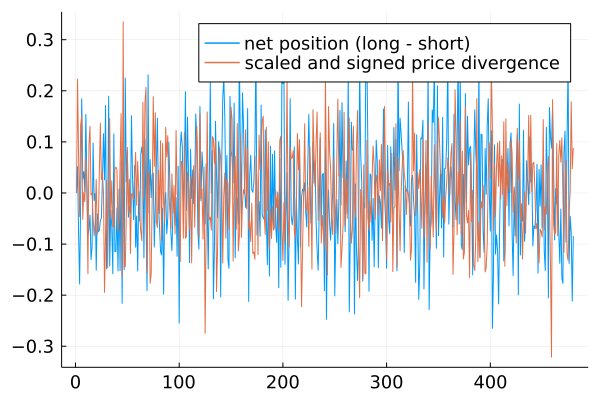 net position (long - short)
scaled and signed price divergence
0.3
0.2
0.1
0.0
−0.1
−0.2
−0.3
0 100 200 300 400